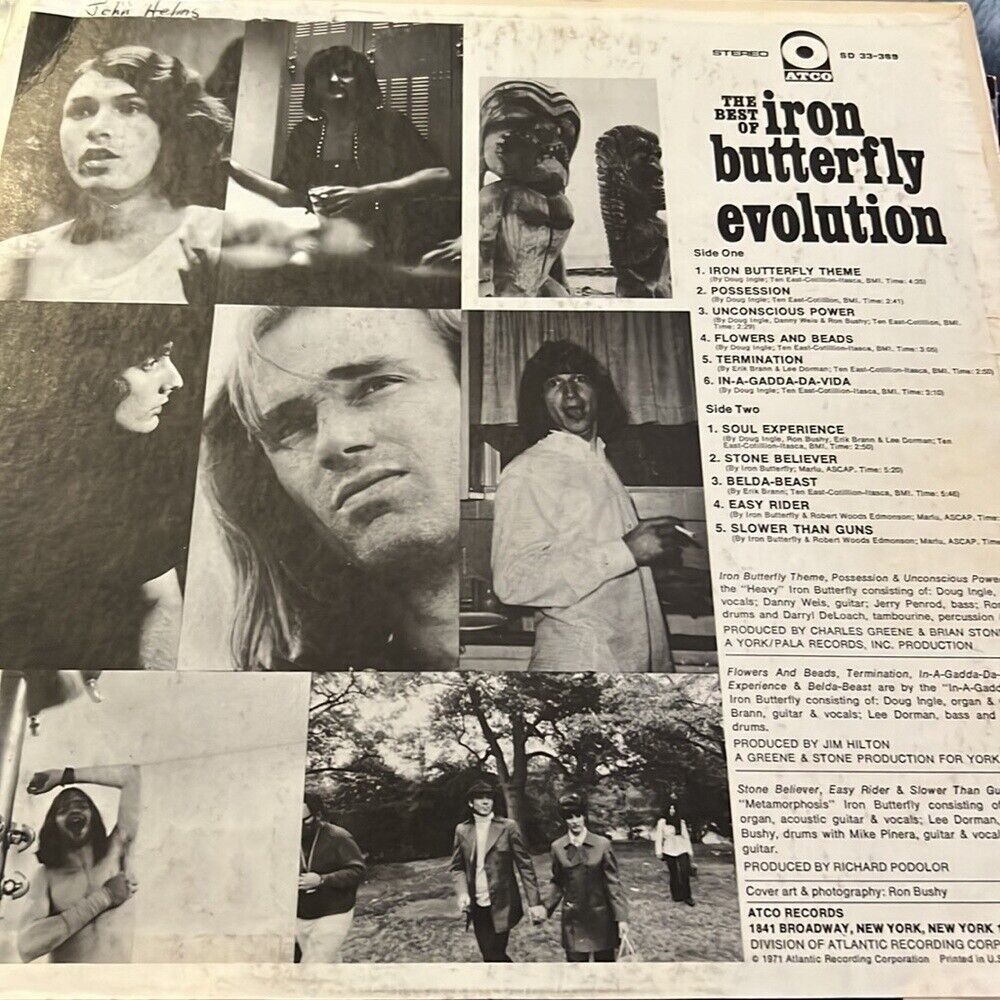 John Helms
STEREO
ATCO
SD 33-369
THE BEST OF iron
butterfly
evolution
Side One
1. IRON BUTTERFLY THEME
(By Doug Ingle; Ten East-Cotillion-Itasca, BMI. Time: 4:35)
2. POSSESSION
(By Doug Ingle; Ten East-Cotillion, BMI. Time: 2:41)
3. UNCONSCIOUS POWER
(By Doug Ingle, Danny Weis & Ron Bushy; Ten East-Cotillion, BMI.
Time: 2:29)
4. FLOWERS AND BEADS
(By Doug Ingle; Ten East-Cotillion-Itasca, BMI. Time: 3:05)
5. TERMINATION
(By Erik Brann & Lee Dorman; Ten East-Cotillion-Itasca, BMI. Time: 2:50)
6. IN-A-GADDA-DA-VIDA
(By Doug Ingle; Ten East-Cotillion-Itasca, BMI. Time: 3:10)
Side Two
1. SOUL EXPERIENCE
(By Doug Ingle, Ron Bushy, Erik Brann & Lee Dorman; Ten
East-Cotillion-Itasca, BMI. Time: 2:50)
2. STONE BELIEVER
(By Iron Butterfly; Marlu, ASCAP. Time: 5:20)
3. BELDA-BEAST
(By Erik Brann; Ten East-Cotillion-Itasca, BMI. Time: 5:46)
4. EASY RIDER
(By Iron Butterfly & Robert Woods Edmonson; Marlu, ASCAP. Time
5. SLOWER THAN GUNS
(By Iron Butterfly & Robert Woods Edmonson; Marlu, ASCAP. Time
Iron Butterfly Theme, Possession & Unconscious Power
the "Heavy" Iron Butterfly consisting of: Doug Ingle,
vocals; Danny Weis, guitar; Jerry Penrod, bass; Ro
drums and Darryl DeLoach, tambourine, percussion
PRODUCED BY CHARLES GREENE & BRIAN STON
A YORK/PALA RECORDS, INC. PRODUCTION
Flowers And Beads, Termination, In-A-Gadda-Da-
Experience & Belda-Beast are by the "In-A-Gadd
Iron Butterfly consisting of: Doug Ingle, organ &
Brann, guitar & vocals; Lee Dorman, bass and
drums.
PRODUCED BY JIM HILTON
A GREENE & STONE PRODUCTION FOR YORK
Stone Believer, Easy Rider & Slower Than Gu
"Metamorphosis" Iron Butterfly consisting o
organ, acoustic guitar & vocals; Lee Dorman,
Bushy, drums with Mike Pinera, guitar & vocal
guitar.
PRODUCED BY RICHARD PODOLOR
Cover art & photography: Ron Bushy
ATCO RECORDS
1841 BROADWAY, NEW YORK, NEW YORK 1
DIVISION OF ATLANTIC RECORDING CORP
© 1971 Atlantic Recording Corporation Printed in U.S